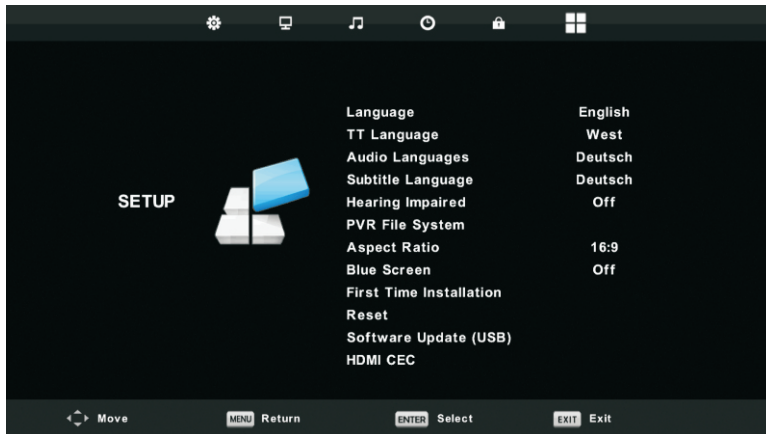 SETUP
Language English
TT Language West
Audio Languages Deutsch
Subtitle Language Deutsch
Hearing Impaired Off
PVR File System
Aspect Ratio 16:9
Blue Screen Off
First Time Installation
Reset
Software Update (USB)
HDMI CEC
Move MENU Return ENTER Select EXIT Exit